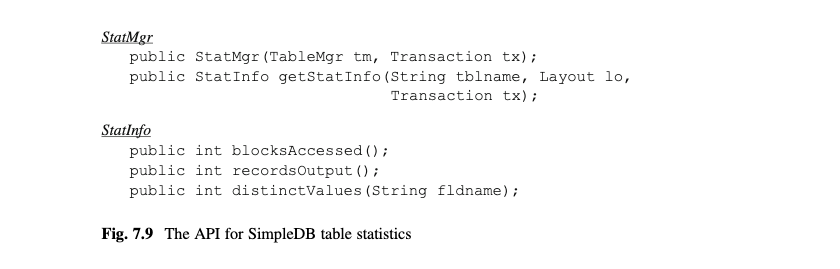 StatMgr
public StatMgr(TableMgr tm, Transaction tx);
public StatInfo getStatInfo(String tblname, Layout lo,
Transaction tx);
StatInfo
public int blocksAccessed();
public int recordsOutput();
public int distinctValues(String fldname);
Fig. 7.9 The API for SimpleDB table statistics